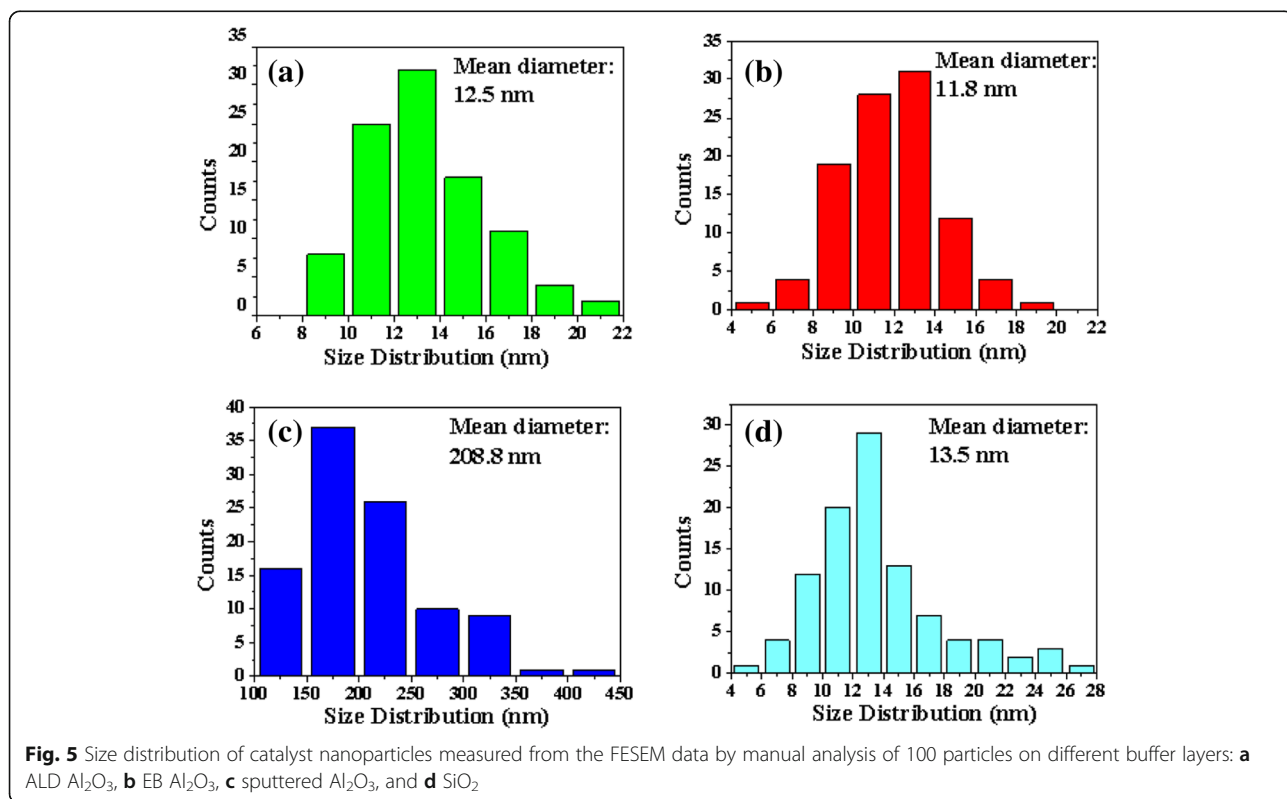 (a)
Mean diameter:
12.5 nm
35
30
25
20
15
10
5
0
Counts
6 8 10 12 14 16 18 20 22
Size Distribution (nm)
(b)
Mean diameter:
11.8 nm
35
30
25
20
15
10
5
0
Counts
4 6 8 10 12 14 16 18 20 22
Size Distribution (nm)
(c)
Mean diameter:
208.8 nm
40
35
30
25
20
15
10
5
0
Counts
100 150 200 250 300 350 400 450
Size Distribution (nm)
(d)
Mean diameter:
13.5 nm
30
25
20
15
10
5
0
Counts
4 6 8 10 12 14 16 18 20 22 24 26 28
Size Distribution (nm)
Fig. 5 Size distribution of catalyst nanoparticles measured from the FESEM data by manual analysis of 100 particles on different buffer layers: a
ALD Al₂O₃, b EB Al₂O₃, c sputtered Al₂O₃, and d SiO₂